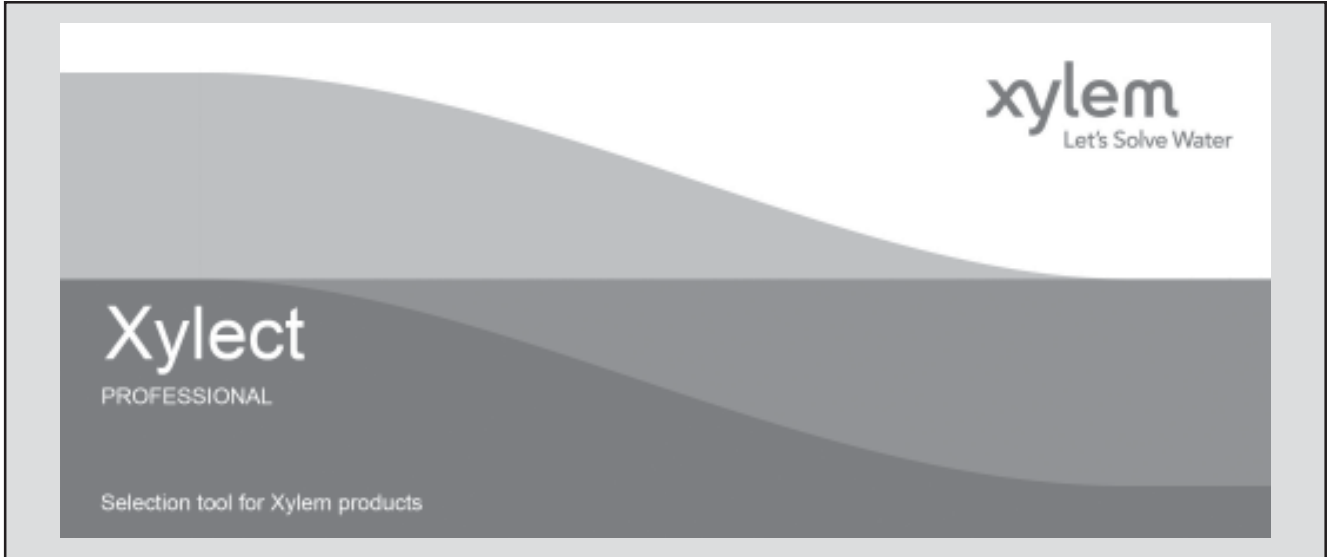 xylem
Let's Solve Water
Xylect
PROFESSIONAL
Selection tool for Xylem products